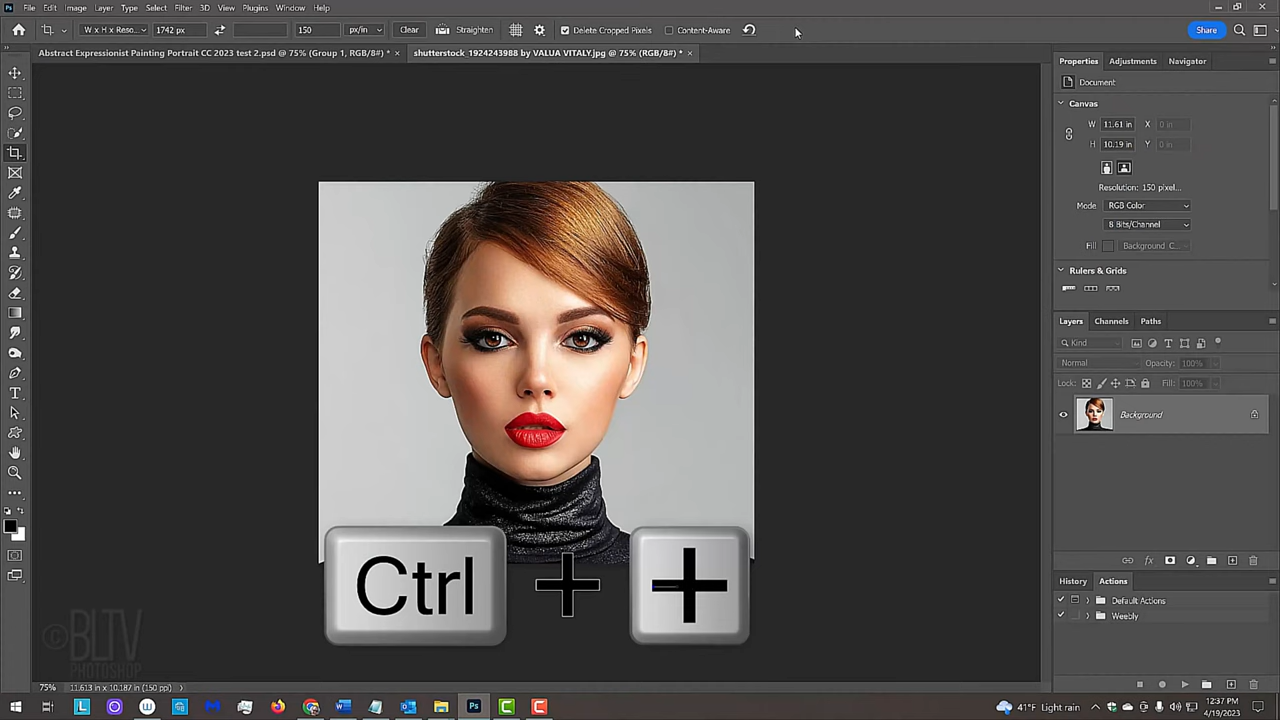 Ps File Edit Image Layer Type Select Filter 3D View Plugins Window Help
W x H x Reso... 1742 px 150 px/in Clear Straighten Delete Cropped Pixels Content-Aware Share
Abstract Expressionist Painting Portrait CC 2023 test 2.psd @ 75% (Group 1, RGB/8#) * × shutterstock_1924243988 by VALUA VITALY.jpg @ 75% (RGB/8#) * ×
Properties Adjustments Navigator
Document
Canvas
W 11.61 in X 0 in
H 10.19 in Y 0 in
Resolution: 150 pixel...
Mode RGB Color
8 Bits/Channel
Fill Background C...
Rulers & Grids
Layers Channels Paths
Kind
Normal Opacity: 100%
Lock: Fill: 100%
Background
History Actions
Default Actions
Weebly
Ctrl + +
©BLTV
PHOTOSHOP
75% 11.613 in x 10.187 in (150 ppi)
41°F Light rain 12:37 PM
4/19/2023